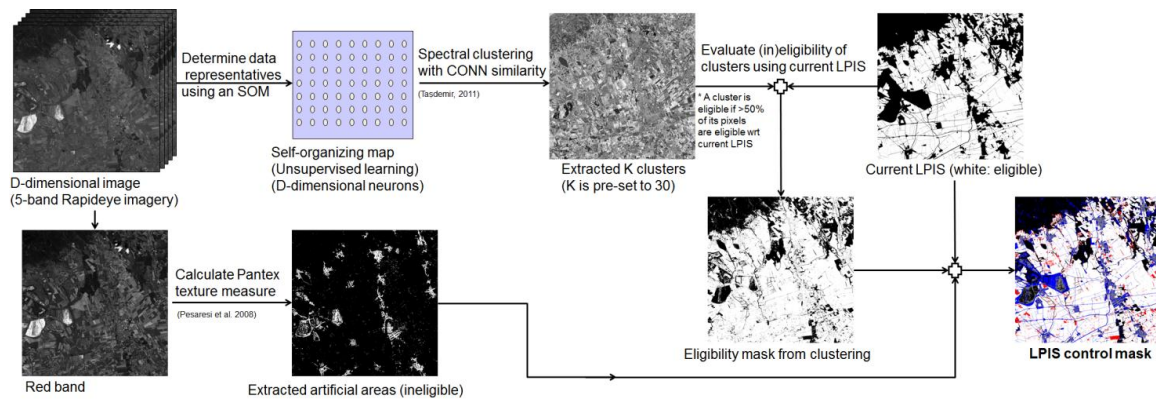 Determine data
representatives
using an SOM
Spectral clustering
with CONN similarity
(Tasdemir, 2011)
Evaluate (in)eligibility of
clusters using current LPIS
* A cluster is
eligible if >50%
of its pixels
are eligible wrt
current LPIS
D-dimensional image
(5-band Rapideye imagery)
Self-organizing map
(Unsupervised learning)
(D-dimensional neurons)
Extracted K clusters
(K is pre-set to 30)
Current LPIS (white: eligible)
Calculate Pantex
texture measure
(Pesaresi et al. 2008)
Red band
Extracted artificial areas (ineligible)
Eligibility mask from clustering
LPIS control mask